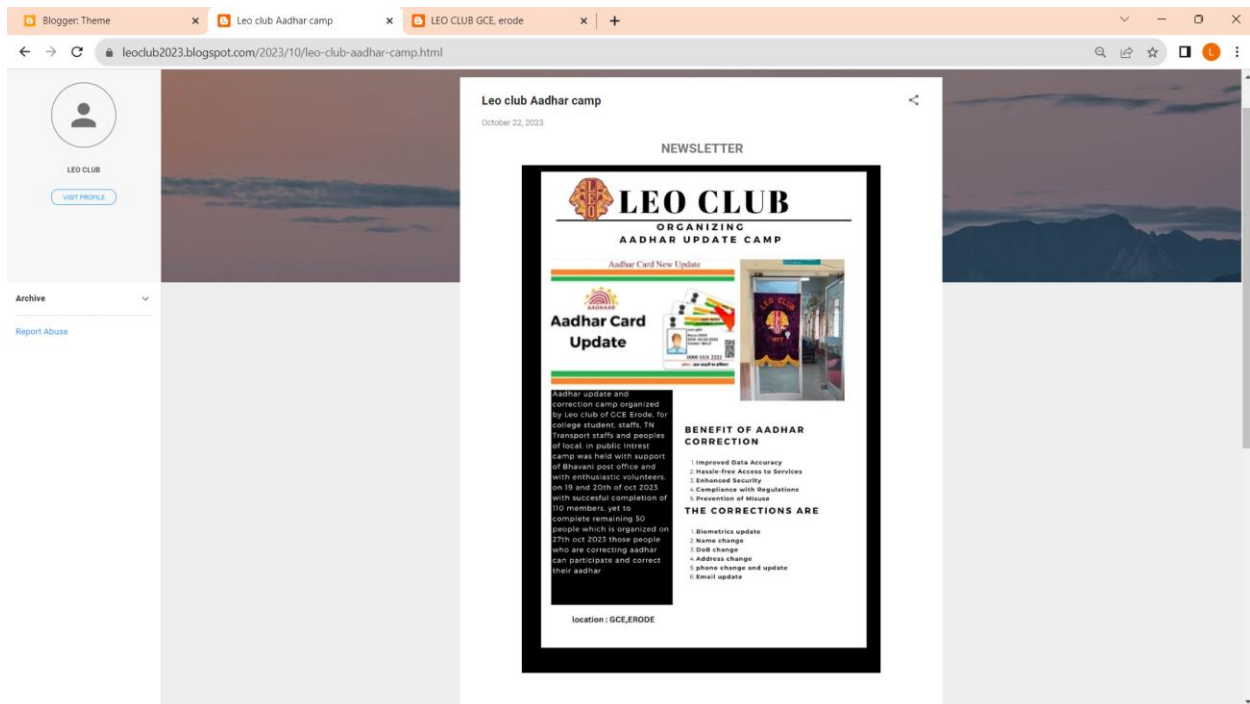 Blogger: Theme
Leo club Aadhar camp
LEO CLUB GCE, erode
leoclub2023.blogspot.com/2023/10/leo-club-aadhar-camp.html
L
LEO CLUB
VISIT PROFILE
Archive
Report Abuse
Leo club Aadhar camp
October 22, 2023
NEWSLETTER
LEO
LEO CLUB
ORGANIZING
AADHAR UPDATE CAMP
Aadhar Card New Update
AADHAAR
Aadhar Card
Update
LEO CLUB
Aadhar update and
correction camp organized
by Leo club of GCE Erode, for
college student, staffs, TN
Transport staffs and peoples
of local. in public Intrest
camp was held with support
of Bhavani post office and
with enthusiastic volunteers.
on 19 and 20th of oct 2023
with succesful completion of
110 members, yet to
complete remaining 50
people which is organized on
27th oct 2023 those people
who are correcting aadhar
can participate and correct
their aadhar
BENEFIT OF AADHAR
CORRECTION
1. Improved Data Accuracy
2. Hassle-free Access to Services
3. Enhanced Security
4. Compliance with Regulations
5. Prevention of Misuse
THE CORRECTIONS ARE
1. Biometrics update
2. Name change
3. DoB change
4. Address change
5. phone change and update
6. Email update
location : GCE,ERODE